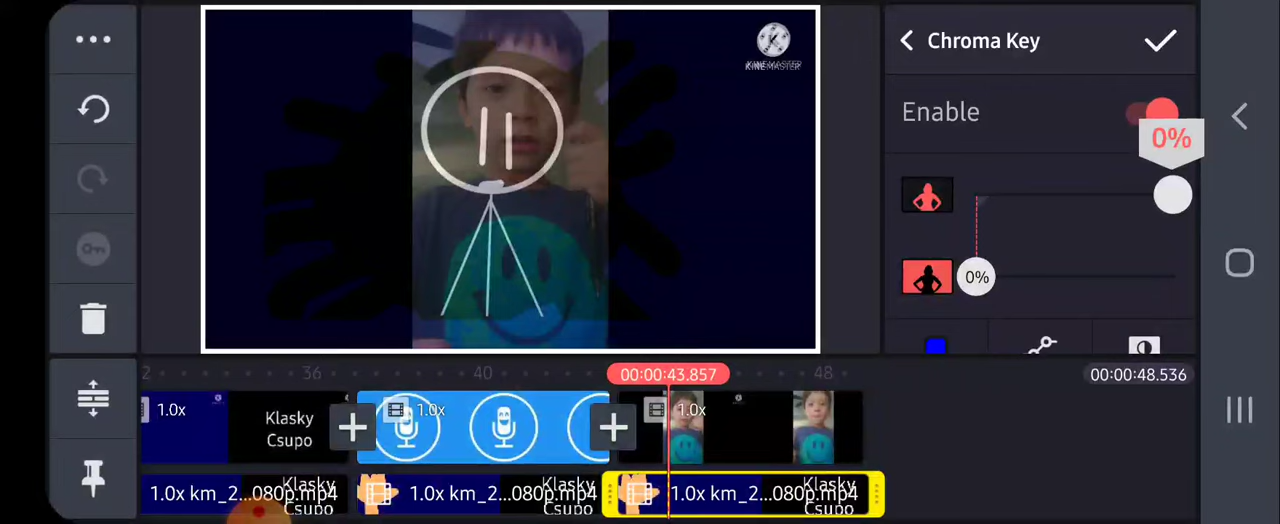 Chroma Key
Enable
0%
0%
KINEMASTER
2
36
40
00:00:43.857
48
00:00:48.536
1.0x
Klasky
Csupo
1.0x
1.0x
1.0x km_2...080p.mp4
Klasky
Csupo
1.0x km_2...080p.mp4
Klasky
Csupo
1.0x km_2...080p.mp4
Klasky
Csupo